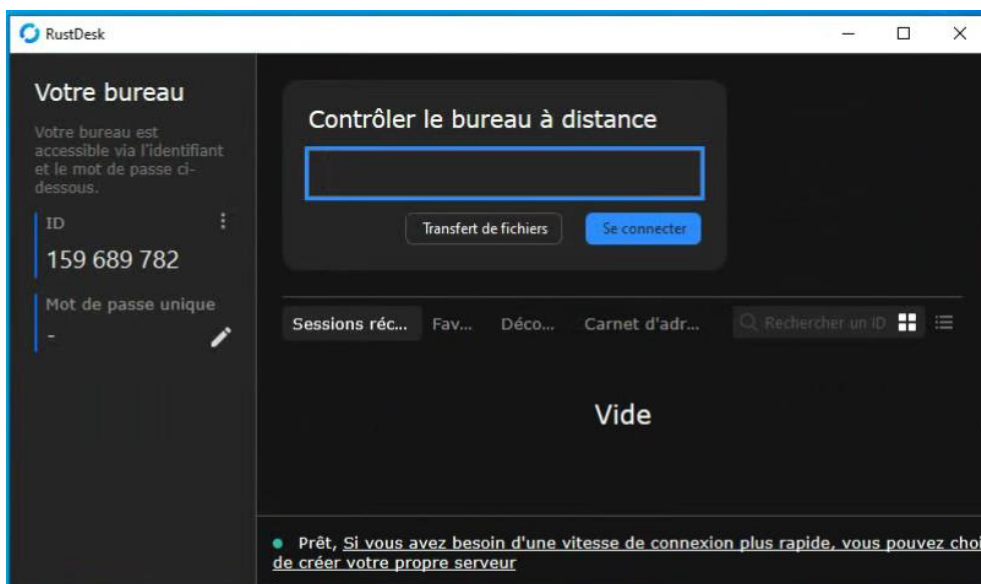 RustDesk
Votre bureau
Votre bureau est
accessible via l'identifiant
et le mot de passe ci-
dessous.
ID
159 689 782
Mot de passe unique
-
Contrôler le bureau à distance
Transfert de fichiers
Se connecter
Sessions réc...
Fav...
Déco...
Carnet d'adr...
Rechercher un ID
Vide
Prêt, Si vous avez besoin d'une vitesse de connexion plus rapide, vous pouvez choi
de créer votre propre serveur